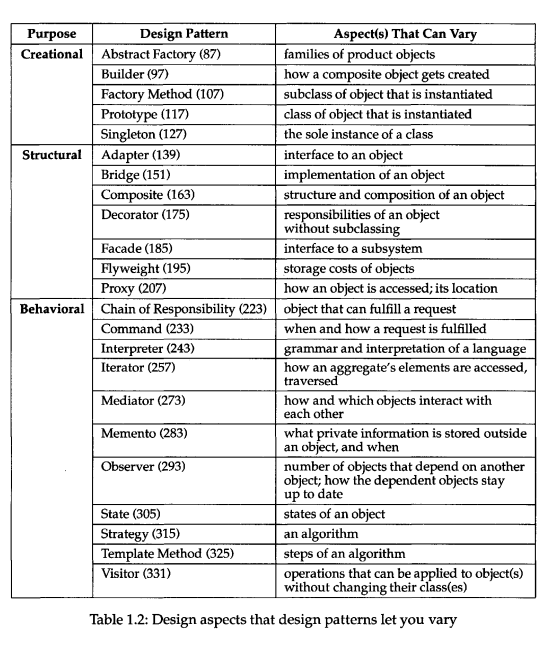 Purpose Design Pattern Aspect(s) That Can Vary
Creational Abstract Factory (87) families of product objects
Builder (97) how a composite object gets created
Factory Method (107) subclass of object that is instantiated
Prototype (117) class of object that is instantiated
Singleton (127) the sole instance of a class
Structural Adapter (139) interface to an object
Bridge (151) implementation of an object
Composite (163) structure and composition of an object
Decorator (175) responsibilities of an object
without subclassing
Facade (185) interface to a subsystem
Flyweight (195) storage costs of objects
Proxy (207) how an object is accessed; its location
Behavioral Chain of Responsibility (223) object that can fulfill a request
Command (233) when and how a request is fulfilled
Interpreter (243) grammar and interpretation of a language
Iterator (257) how an aggregate's elements are accessed,
traversed
Mediator (273) how and which objects interact with
each other
Memento (283) what private information is stored outside
an object, and when
Observer (293) number of objects that depend on another
object; how the dependent objects stay
up to date
State (305) states of an object
Strategy (315) an algorithm
Template Method (325) steps of an algorithm
Visitor (331) operations that can be applied to object(s)
without changing their class(es)
Table 1.2: Design aspects that design patterns let you vary